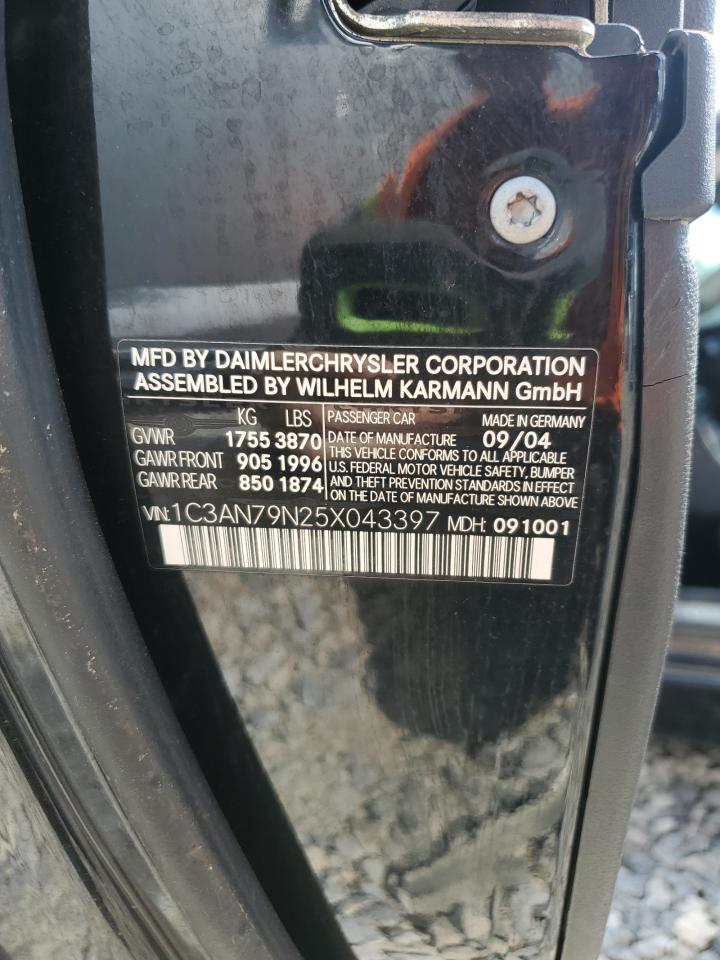 MFD BY DAIMLERCHRYSLER CORPORATION
ASSEMBLED BY WILHELM KARMANN GmbH
KG LBS
GVWR 1755 3870
GAWR FRONT 905 1996
GAWR REAR 850 1874
PASSENGER CAR MADE IN GERMANY
DATE OF MANUFACTURE 09/04
THIS VEHICLE CONFORMS TO ALL APPLICABLE
U.S. FEDERAL MOTOR VEHICLE SAFETY, BUMPER
AND THEFT PREVENTION STANDARDS IN EFFECT
ON THE DATE OF MANUFACTURE SHOWN ABOVE
VIN: 1C3AN79N25X043397 MDH: 091001